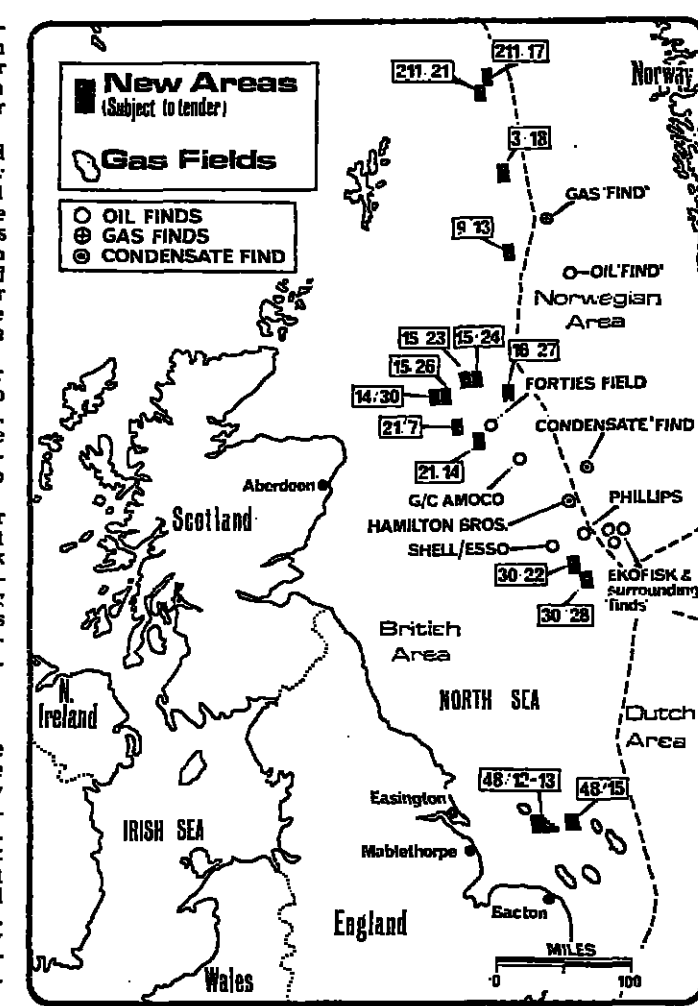 New Areas
(Subject to tender)
Gas Fields
OIL FINDS
GAS FINDS
CONDENSATE FIND
211·17
211·21
Norway
3·18
GAS 'FIND'
9·13
OIL 'FIND'
Norwegian
Area
15·23
15·24
15·26
16·27
14/30
FORTIES FIELD
21/7
CONDENSATE 'FIND
21·14
Aberdeen
G/C AMOCO
PHILLIPS
Scotland
HAMILTON BROS.
SHELL/ESSO
30·22
EKOFISK &
surrounding
'finds'
30·28
British
Area
N.
Ireland
NORTH SEA
Dutch
Area
48/12-13
48/15
Easington
IRISH SEA
Mablethorpe
Bacton
England
MILES
Wales
0
100